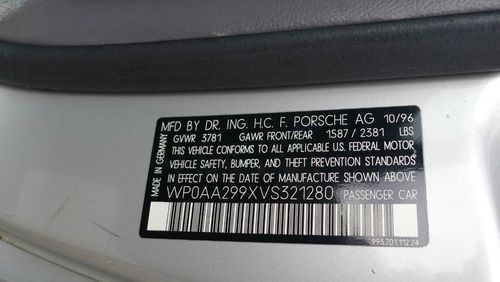 MFD BY DR. ING. H.C. F. PORSCHE AG 10/96
GVWR 3781 GAWR FRONT/REAR 1587 / 2381 LBS
THIS VEHICLE CONFORMS TO ALL APPLICABLE U.S. FEDERAL
VEHICLE SAFETY, BUMPER, AND THEFT PREVENTION STANDARDS
IN EFFECT ON THE DATE OF MANUFACTURE SHOWN ABOVE.
WP0AA299XVS321280 PASSENGER CAR
MADE IN GERMANY
993.701.112.24